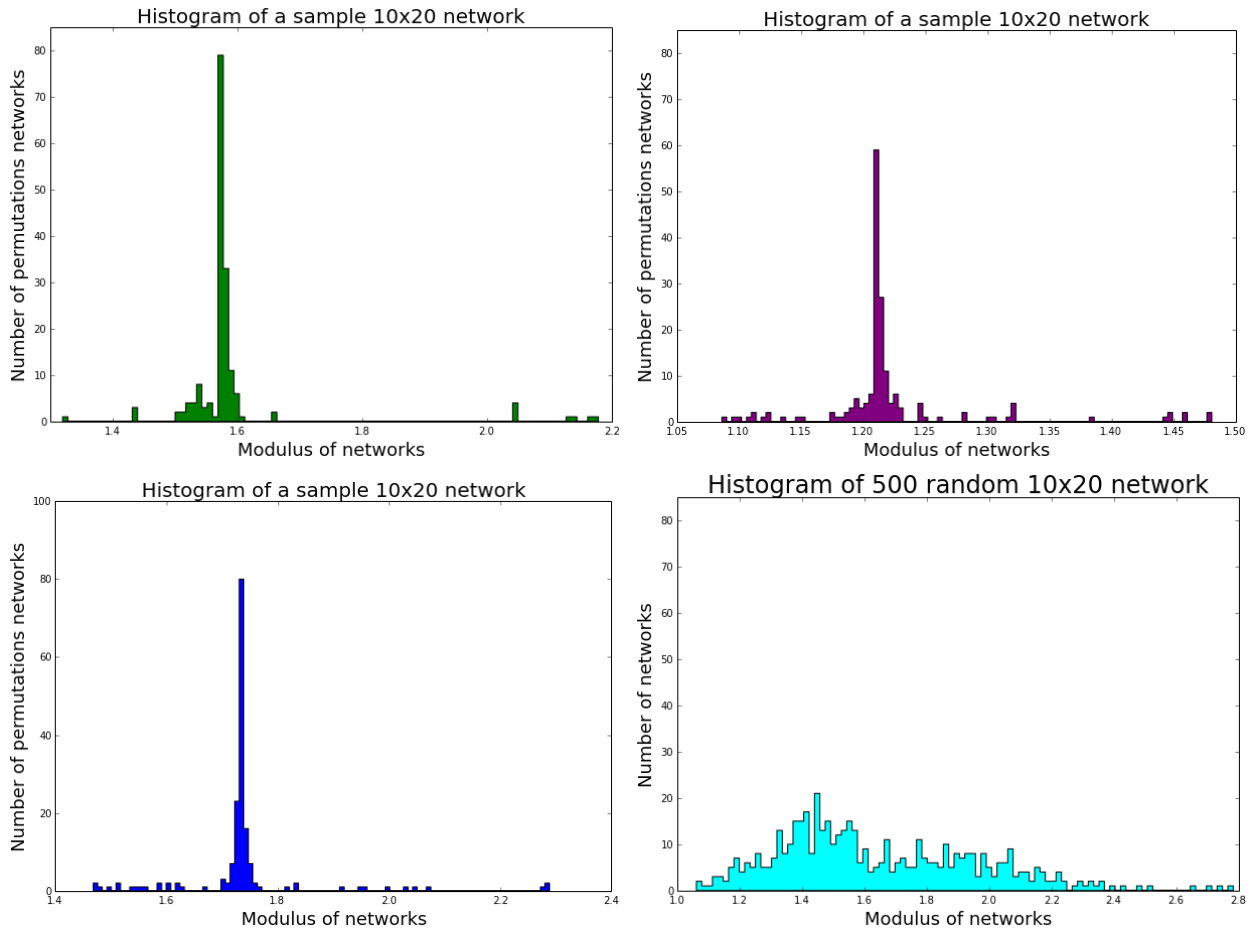 Histogram of a sample 10x20 network
Number of permutations networks
80
70
60
50
40
30
20
10
0
1.4 1.6 1.8 2.0 2.2
Modulus of networks
Histogram of a sample 10x20 network
Number of permutations networks
80
70
60
50
40
30
20
10
0
1.05 1.10 1.15 1.20 1.25 1.30 1.35 1.40 1.45 1.50
Modulus of networks
Histogram of a sample 10x20 network
Number of permutations networks
100
80
60
40
20
0
1.4 1.6 1.8 2.0 2.2 2.4
Modulus of networks
Histogram of 500 random 10x20 network
Number of networks
80
70
60
50
40
30
20
10
0
1.0 1.2 1.4 1.6 1.8 2.0 2.2 2.4 2.6 2.8
Modulus of networks